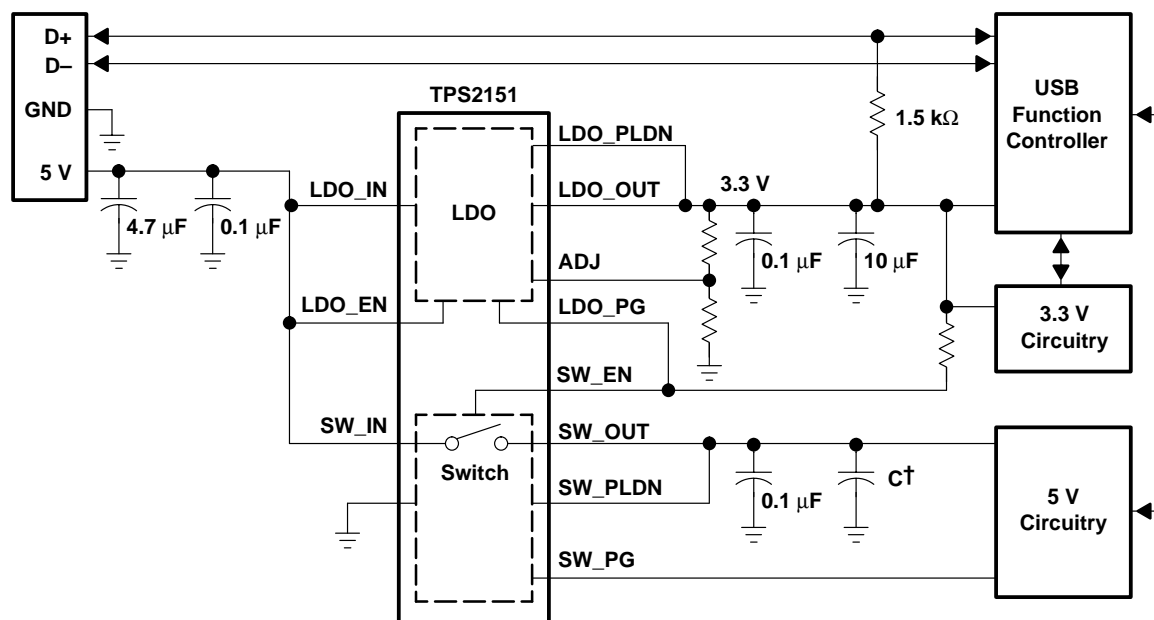 D+
D–
GND
5 V
4.7 μF
0.1 μF
TPS2151
LDO_IN
LDO_EN
SW_IN
LDO
Switch
LDO_PLDN
LDO_OUT
ADJ
LDO_PG
SW_EN
SW_OUT
SW_PLDN
SW_PG
3.3 V
0.1 μF
10 μF
1.5 kΩ
0.1 μF
C†
USB
Function
Controller
3.3 V
Circuitry
5 V
Circuitry